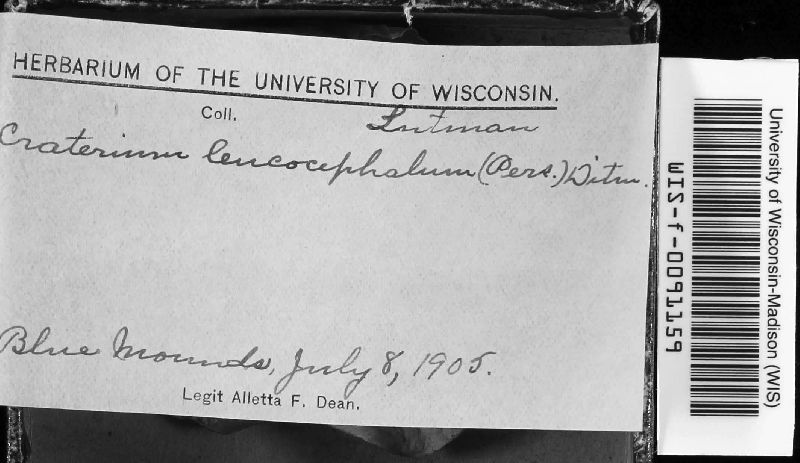 HERBARIUM OF THE UNIVERSITY OF WISCONSIN.
Coll. Lutman
Craterium leucocephalum (Pers.) Ditm.
Blue Mounds, July 8, 1905.
Legit Alletta F. Dean.
WIS-f-0091159
University of Wisconsin-Madison (WIS)